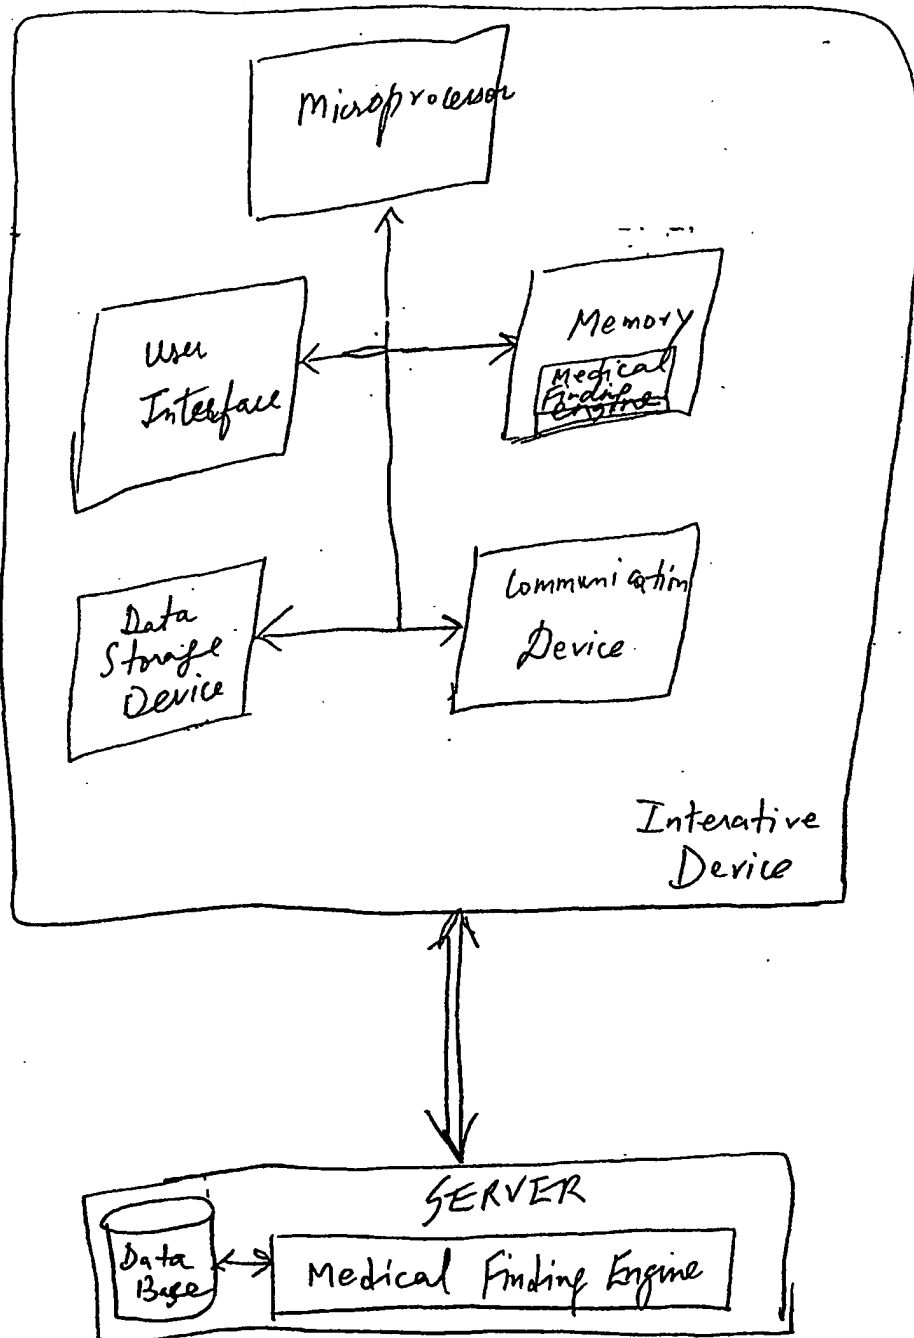 Microprocessor
User
Interface
Memory
Medical
Finding
Engine
Data
Storage
Device
Communication
Device
Interative
Device
SERVER
Data
Base
Medical Finding Engine